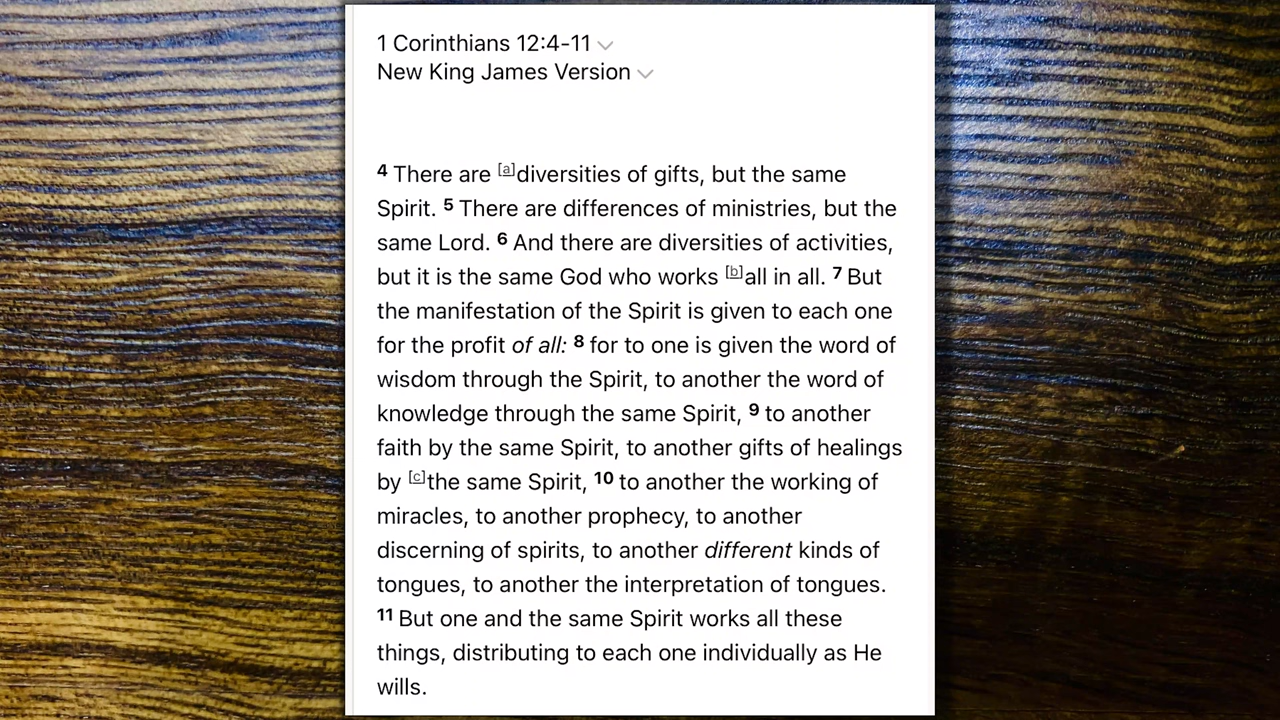 1 Corinthians 12:4-11
New King James Version
4 There are [a]diversities of gifts, but the same
Spirit. 5 There are differences of ministries, but the
same Lord. 6 And there are diversities of activities,
but it is the same God who works [b]all in all. 7 But
the manifestation of the Spirit is given to each one
for the profit of all: 8 for to one is given the word of
wisdom through the Spirit, to another the word of
knowledge through the same Spirit, 9 to another
faith by the same Spirit, to another gifts of healings
by [c]the same Spirit, 10 to another the working of
miracles, to another prophecy, to another
discerning of spirits, to another different kinds of
tongues, to another the interpretation of tongues.
11 But one and the same Spirit works all these
things, distributing to each one individually as He
wills.